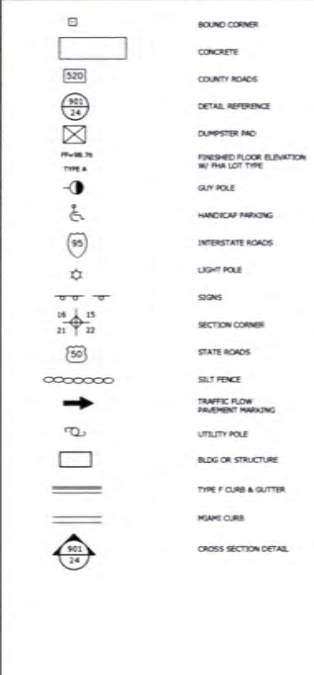 BOUND CORNER
CONCRETE
520 COUNTY ROADS
901
24 DETAIL REFERENCE
DUMPSTER PAD
FF=98.76 FINISHED FLOOR ELEVATION
TYPE A W/ FHA LOT TYPE
GUY POLE
HANDICAP PARKING
95 INTERSTATE ROADS
LIGHT POLE
SIGNS
16 15
21 22 SECTION CORNER
50 STATE ROADS
SILT FENCE
TRAFFIC FLOW
PAVEMENT MARKING
UTILITY POLE
BLDG OR STRUCTURE
TYPE F CURB & GUTTER
MIAMI CURB
901
24 CROSS SECTION DETAIL